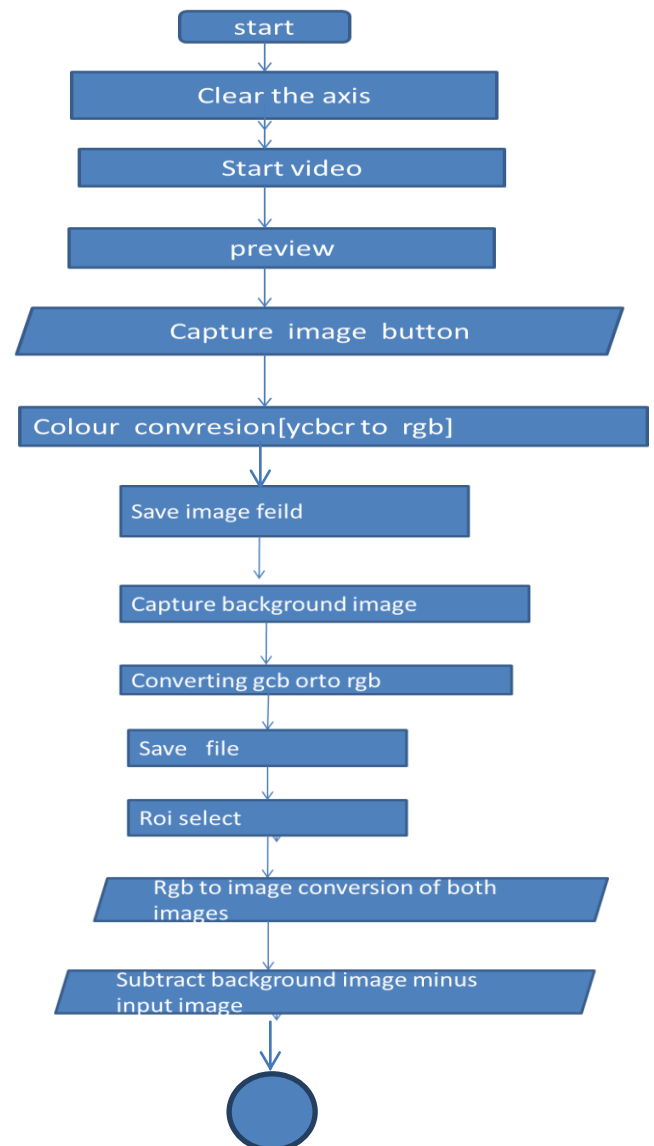 start
Clear the axis
Start video
preview
Capture image button
Colour convresion[ycbcr to rgb]
Save image feild
Capture background image
Converting gcb orto rgb
Save file
Roi select
Rgb to image conversion of both
images
Subtract background image minus
input image